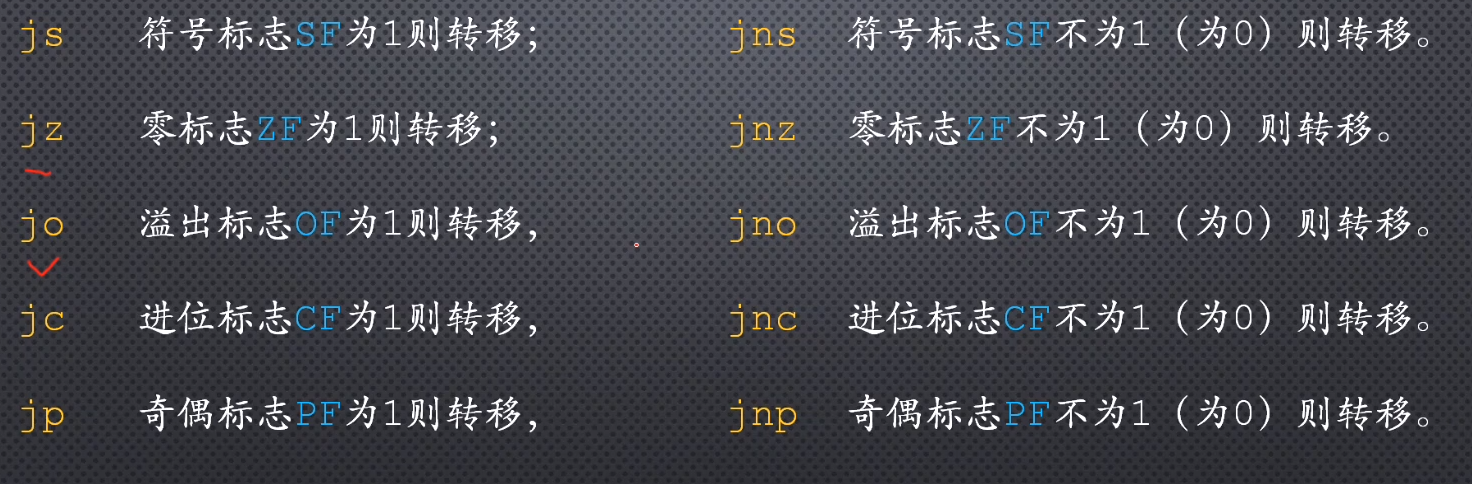 js 符号标志SF为1则转移; jns 符号标志SF不为1（为0）则转移。
jz 零标志ZF为1则转移; jnz 零标志ZF不为1（为0）则转移。
jo 溢出标志OF为1则转移, jno 溢出标志OF不为1（为0）则转移。
jc 进位标志CF为1则转移, jnc 进位标志CF不为1（为0）则转移。
jp 奇偶标志PF为1则转移, jnp 奇偶标志PF不为1（为0）则转移。